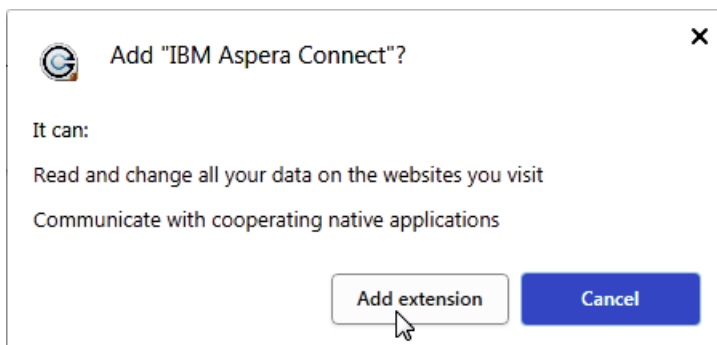 Add "IBM Aspera Connect"?
It can:
Read and change all your data on the websites you visit
Communicate with cooperating native applications
Add extension
Cancel